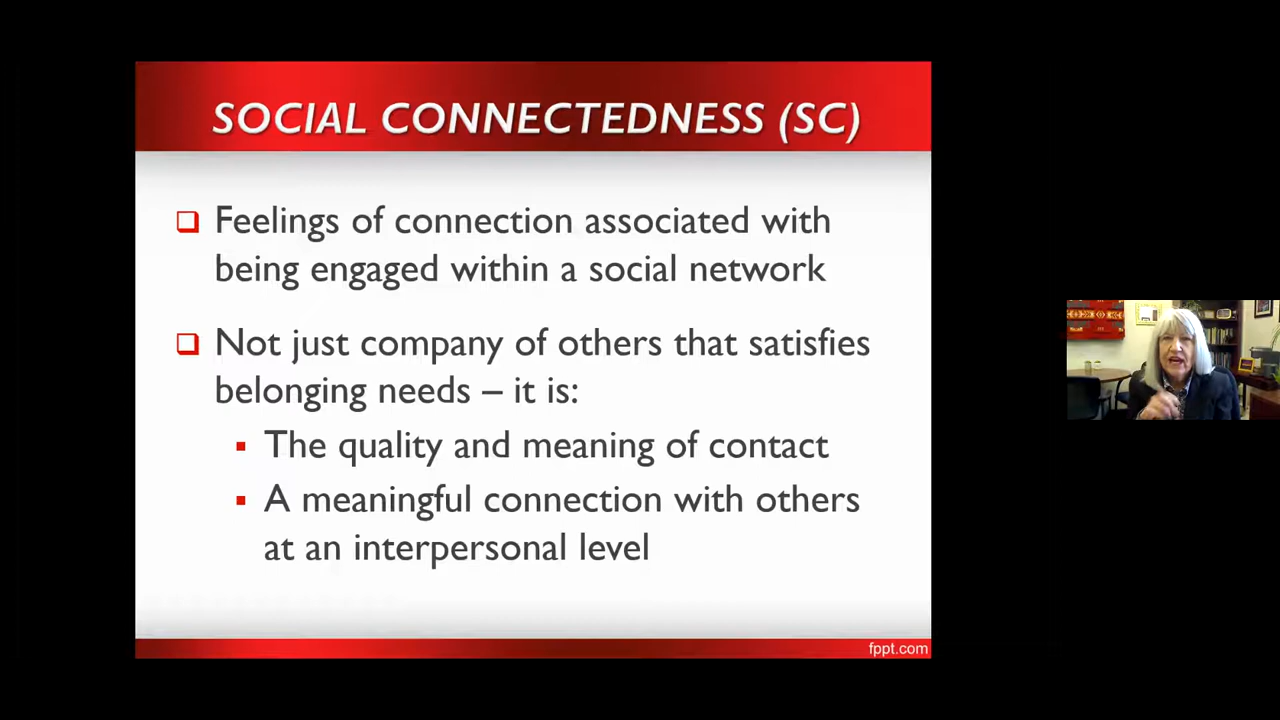 SOCIAL CONNECTEDNESS (SC)
Feelings of connection associated with
being engaged within a social network
Not just company of others that satisfies
belonging needs – it is:
The quality and meaning of contact
A meaningful connection with others
at an interpersonal level
fppt.com